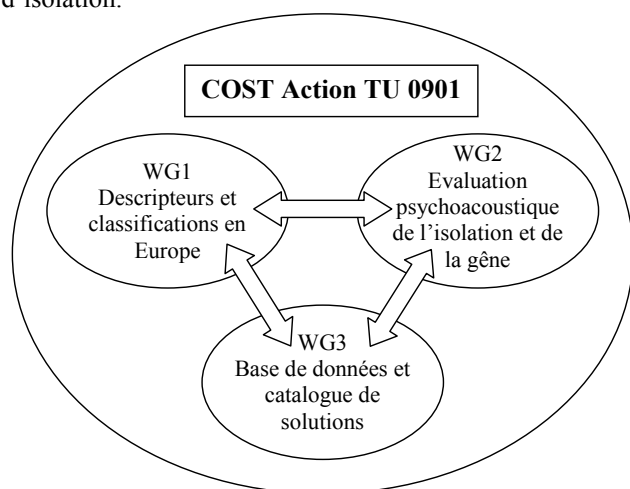 d'isolation.
COST Action TU 0901
WG1
Descripteurs et
classifications en
Europe
WG2
Evaluation
psychoacoustique
de l'isolation et de
la gêne
WG3
Base de données et
catalogue de
solutions